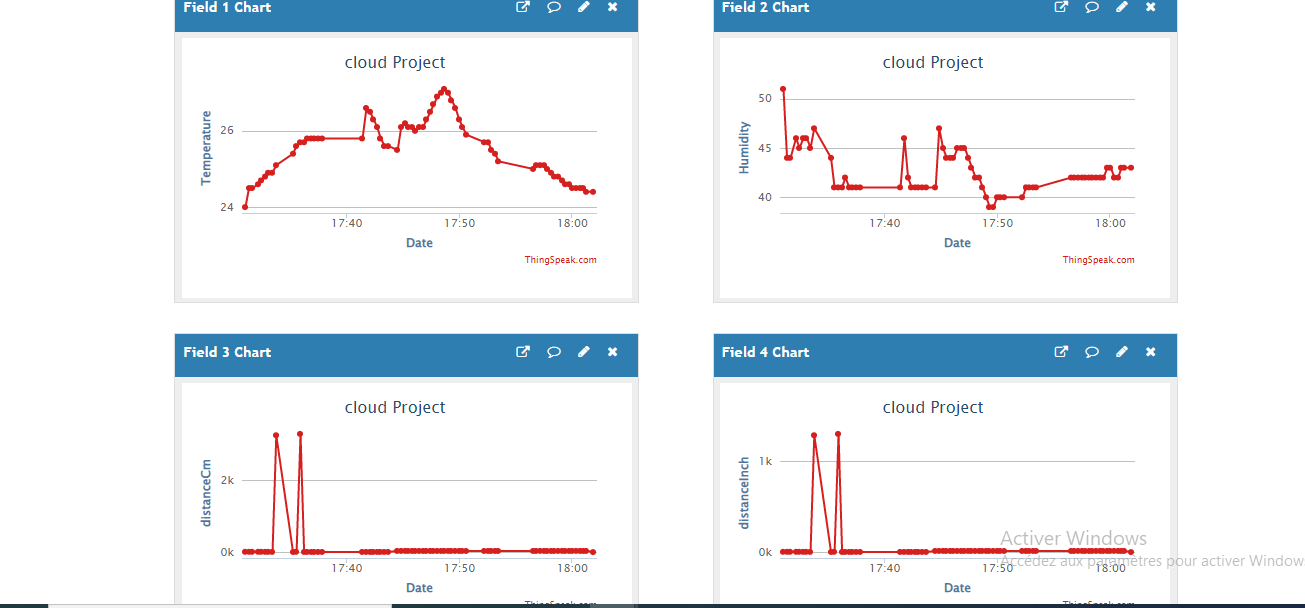 Field 1 Chart
cloud Project
Temperature
26
24
17:40 17:50 18:00
Date
ThingSpeak.com
Field 2 Chart
cloud Project
Humidity
50
45
40
17:40 17:50 18:00
Date
ThingSpeak.com
Field 3 Chart
cloud Project
distanceCm
2k
0k
17:40 17:50 18:00
Date
ThingSpeak.com
Field 4 Chart
cloud Project
distanceInch
1k
0k
17:40 17:50 18:00
Date
ThingSpeak.com
Activer Windows
Accédez aux paramètres pour activer Windows